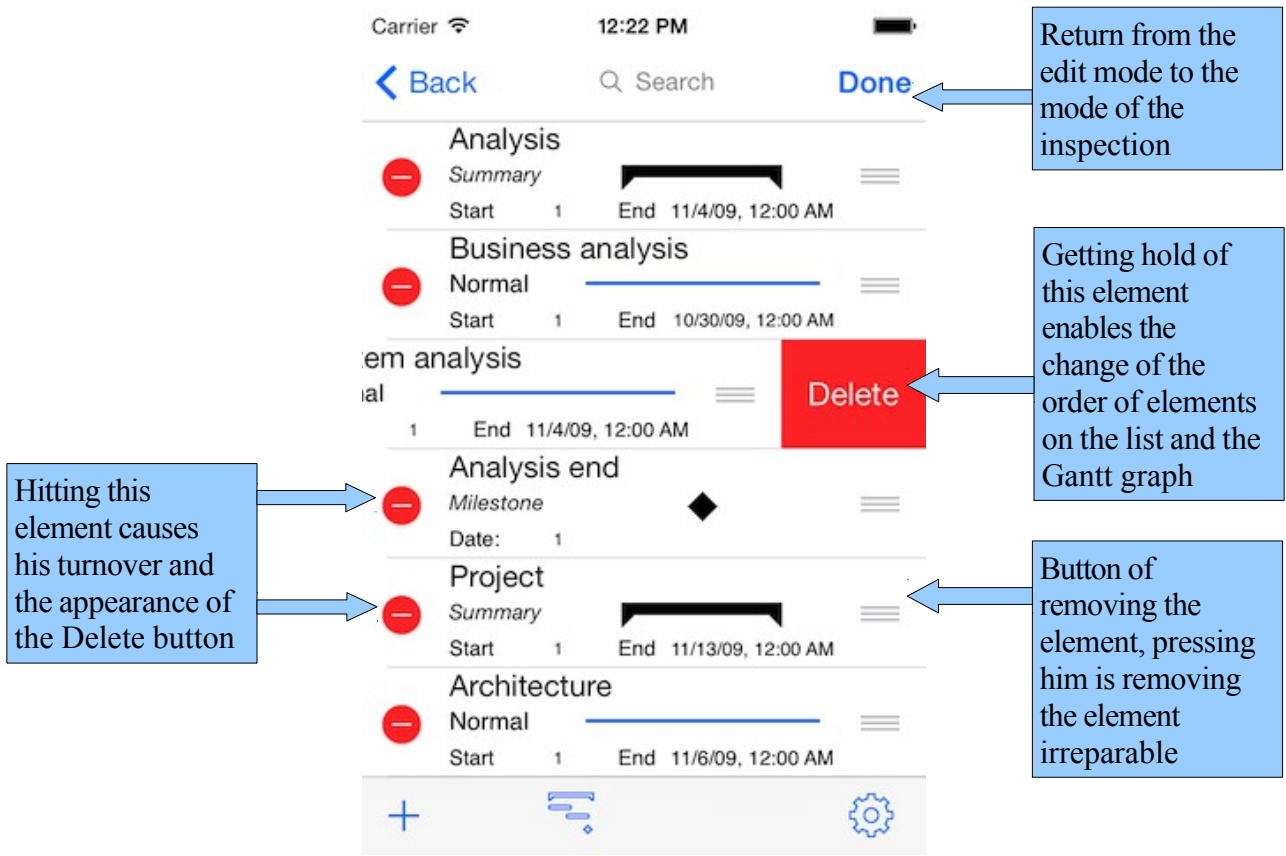 Carrier 12:22 PM
Back Search Done
Analysis
Summary
Start 1 End 11/4/09, 12:00 AM
Business analysis
Normal
Start 1 End 10/30/09, 12:00 AM
tem analysis
nal
1 End 11/4/09, 12:00 AM
Delete
Analysis end
Milestone
Date: 1
Project
Summary
Start 1 End 11/13/09, 12:00 AM
Architecture
Normal
Start 1 End 11/6/09, 12:00 AM
Return from the
edit mode to the
mode of the
inspection
Getting hold of
this element
enables the
change of the
order of elements
on the list and the
Gantt graph
Hitting this
element causes
his turnover and
the appearance of
the Delete button
Button of
removing the
element, pressing
him is removing
the element
irreparable